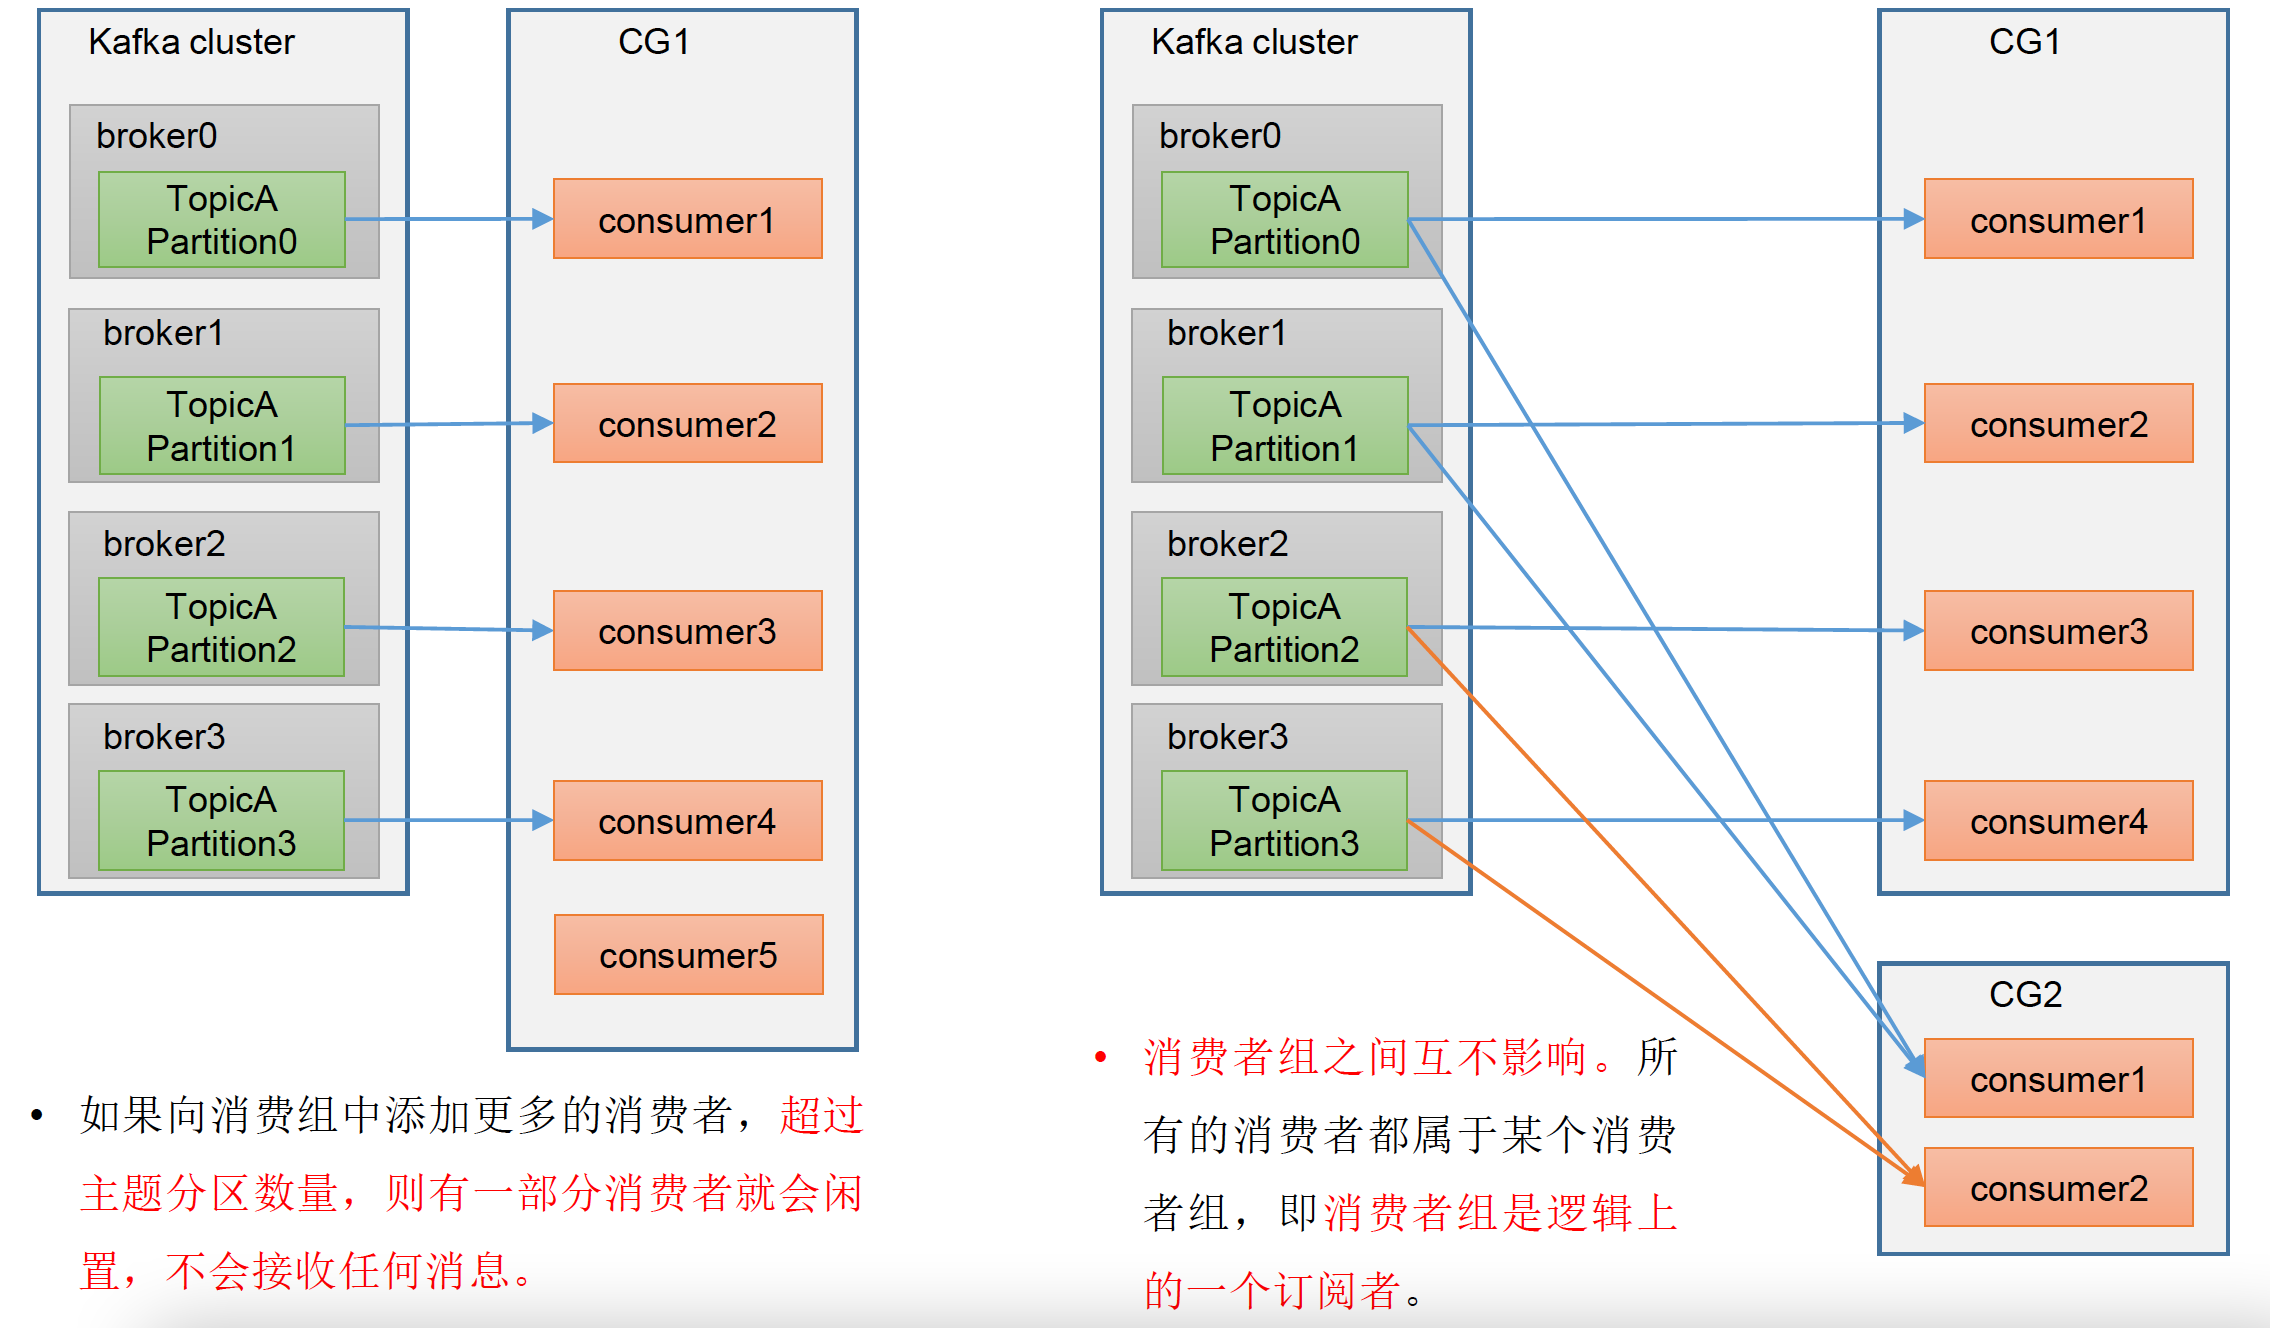 Kafka cluster
broker0
TopicA
Partition0
broker1
TopicA
Partition1
broker2
TopicA
Partition2
broker3
TopicA
Partition3
CG1
consumer1
consumer2
consumer3
consumer4
consumer5
• 如果向消费组中添加更多的消费者，超过
主题分区数量，则有一部分消费者就会闲
置，不会接收任何消息。
Kafka cluster
broker0
TopicA
Partition0
broker1
TopicA
Partition1
broker2
TopicA
Partition2
broker3
TopicA
Partition3
CG1
consumer1
consumer2
consumer3
consumer4
CG2
consumer1
consumer2
• 消费者组之间互不影响。所
有的消费者都属于某个消费
者组，即消费者组是逻辑上
的一个订阅者。